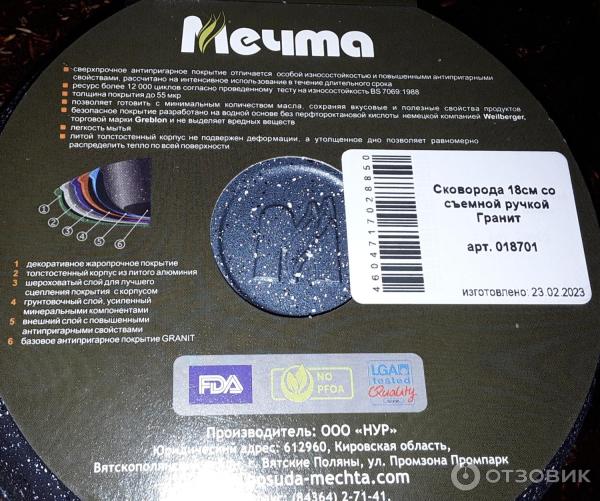 Мечта
сверхпрочное антипригарное покрытие отличается особой износостойкостью и повышенными антипригарными
свойствами, рассчитано на интенсивное использование в течение длительного срока
ресурс более 12 000 циклов согласно проведенному тесту на износостойкость BS 7069:1988
толщина покрытия до 55 мкр
позволяет готовить с минимальным количеством масла, сохраняя вкусовые и полезные свойства продуктов
безопасное покрытие разработано на водной основе без перфтороктановой кислоты немецкой компанией Weilberger,
торговой марки Greblon и не выделяет вредных веществ
легкость мытья
литой толстостенный корпус не подвержен деформации, а утолщенное дно позволяет равномерно
распределить тепло по всей поверхности
1 2 3 4 5 6
1 декоративное жаропрочное покрытие
2 толстостенный корпус из литого алюминия
3 шероховатый слой для лучшего
сцепления покрытия с корпусом
4 грунтовочный слой, усиленный
минеральными компонентами
5 внешний слой с повышенными
антипригарными свойствами
6 базовое антипригарное покрытие GRANIT
4604717028850
Сковорода 18см со
съемной ручкой
Гранит
арт. 018701
изготовлено: 23.02.2023
FDA
NO
PFOA
LGA
tested
Quality
Производитель: ООО «НУР»
Юридический адрес: 612960, Кировская область,
Вятскополянский г. Вятские Поляны, ул. Промзона Промпарк
posuda-mechta.com
(84364) 2-71-41.
ОТЗОВИК